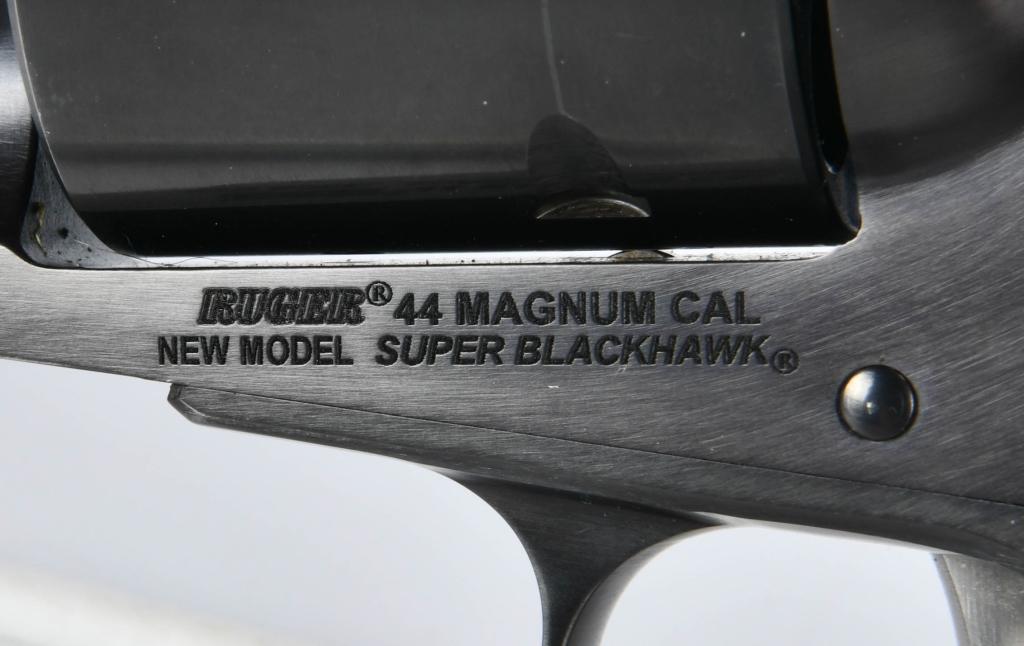 RUGER® 44 MAGNUM CAL
NEW MODEL SUPER BLACKHAWK®